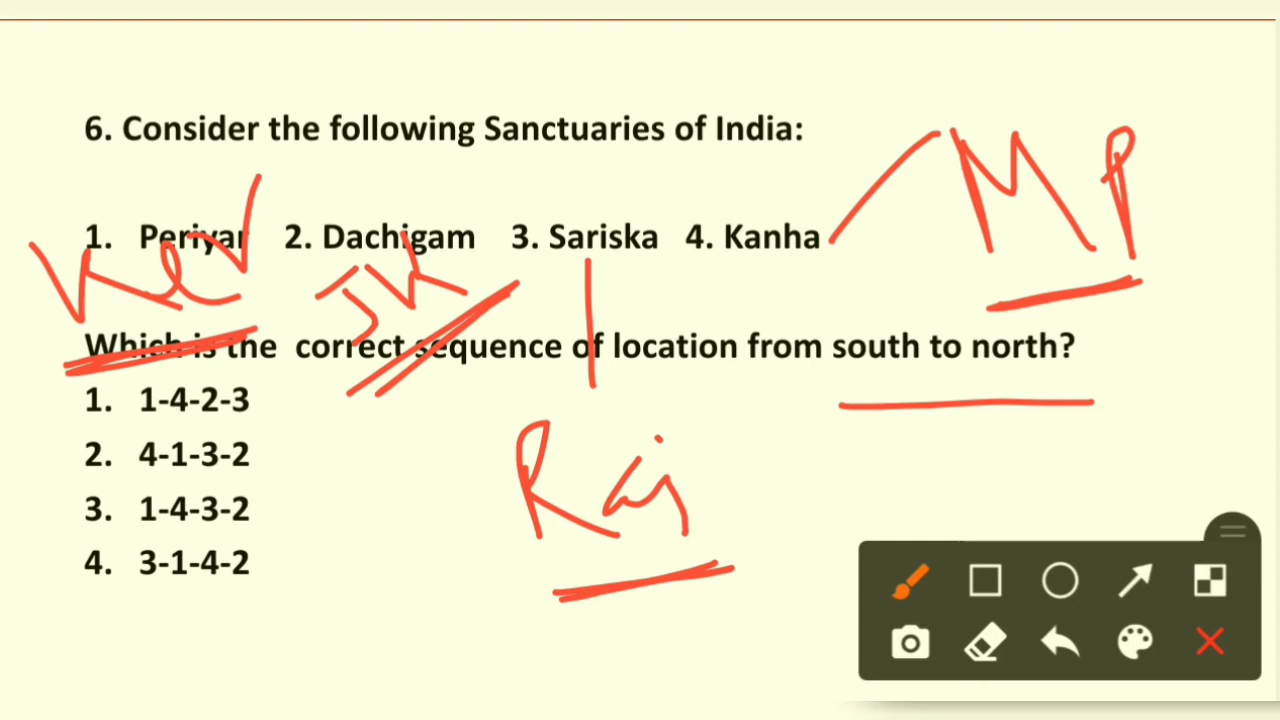 6. Consider the following Sanctuaries of India:
MP
1. Periyar 2. Dachigam 3. Sariska 4. Kanha
Ker JK
Which is the correct sequence of location from south to north?
1. 1-4-2-3
2. 4-1-3-2
Raj
3. 1-4-3-2
4. 3-1-4-2